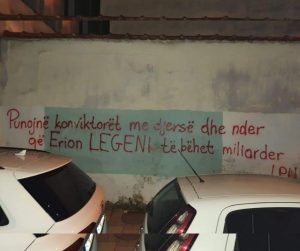 Punojnë konviktorët me djersë dhe nder
që Erion LEGENI të bëhet miliarder